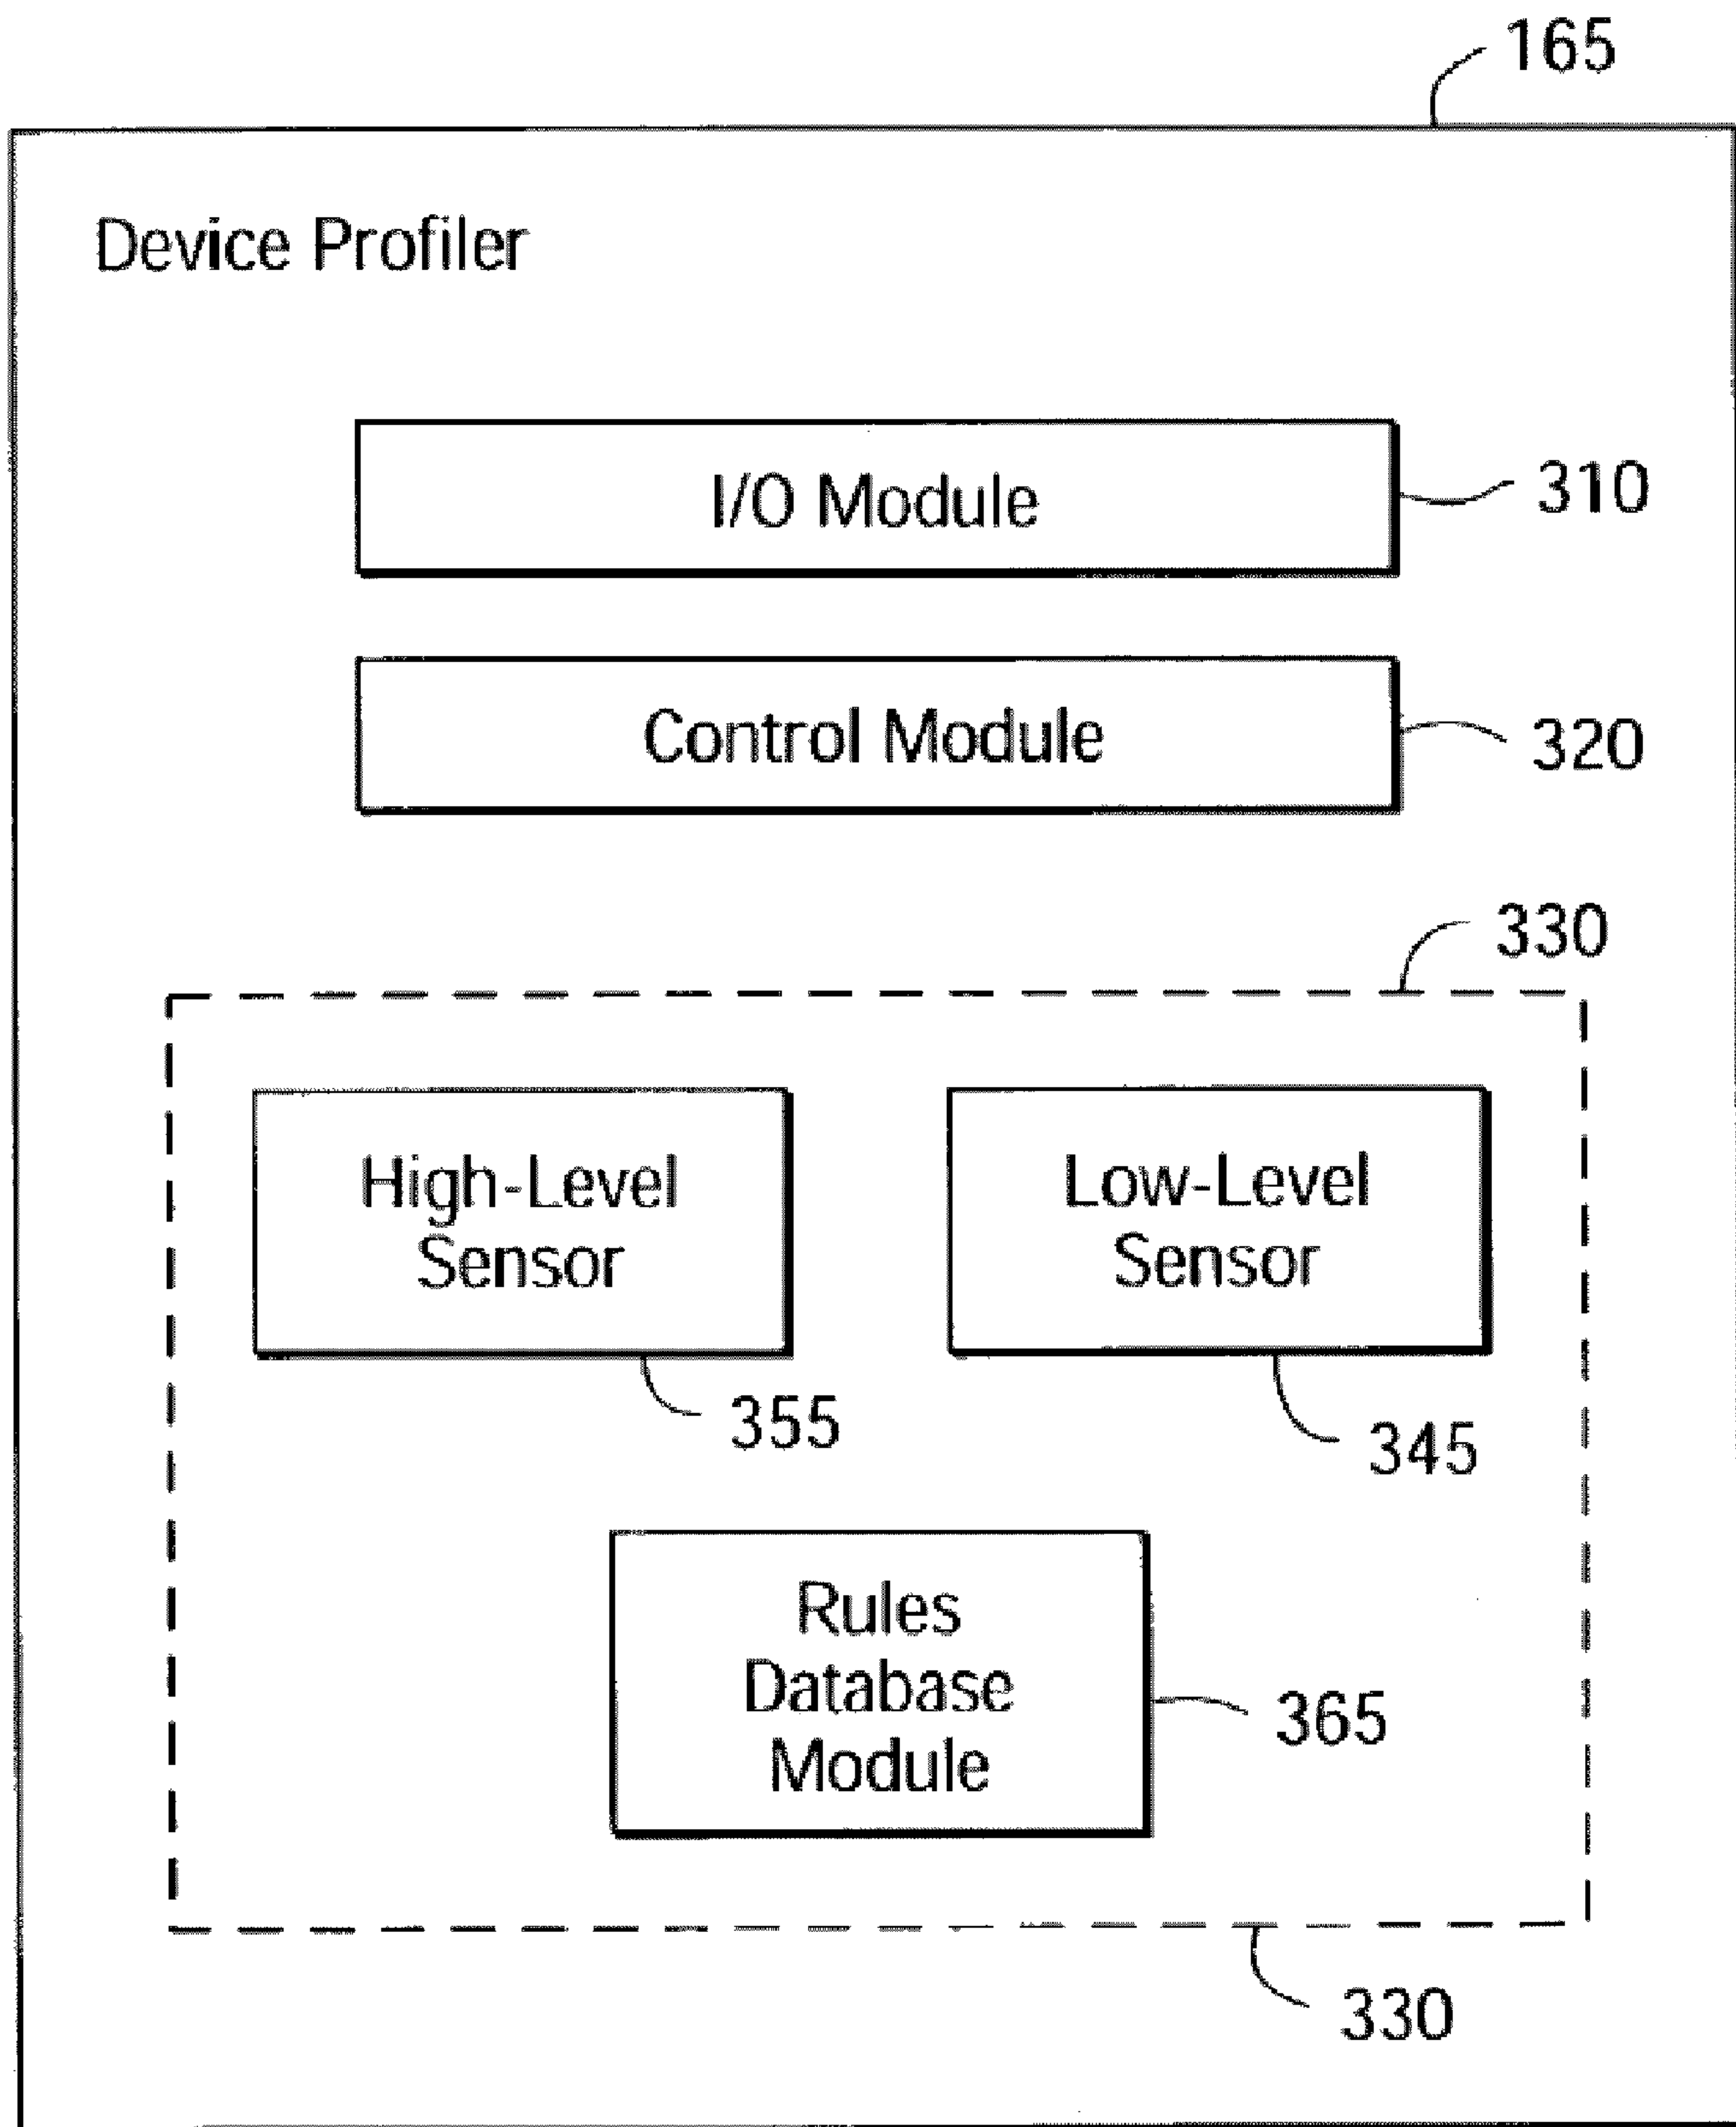 165
Device Profiler
I/O Module
310
Control Module
320
330
High-Level
Sensor
Low-Level
Sensor
355
345
Rules
Database
Module
365
330